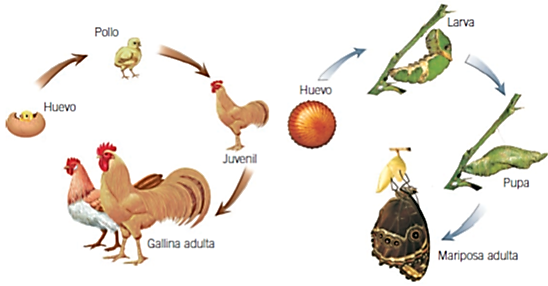 Pollo
Huevo
Juvenil
Gallina adulta
Huevo
Larva
Pupa
Mariposa adulta